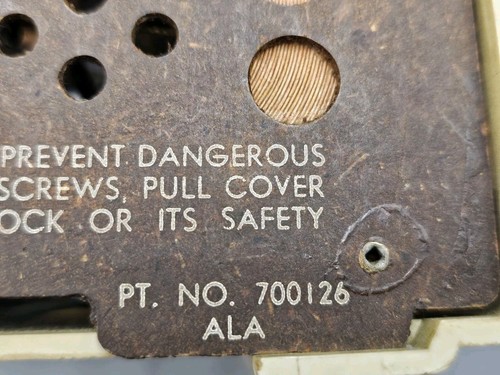 PREVENT DANGEROUS
SCREWS, PULL COVER
OCK OR ITS SAFETY
PT. NO. 700126
ALA